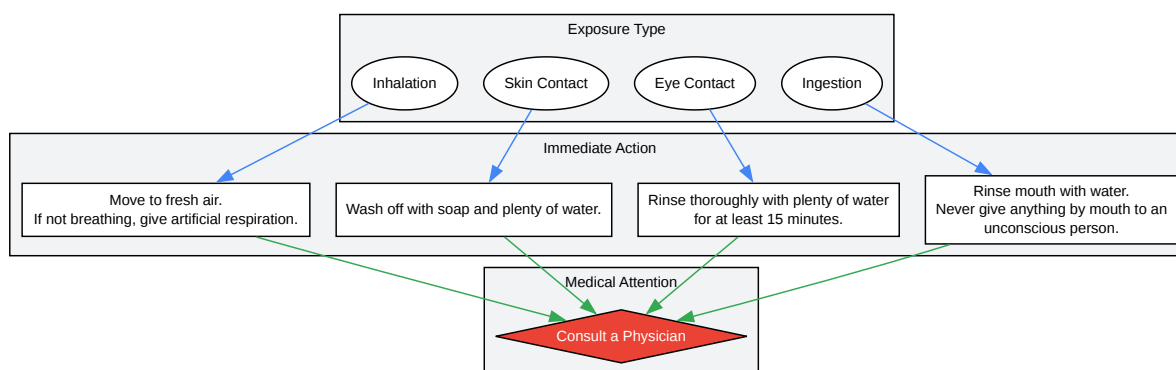 Exposure Type
Inhalation
Skin Contact
Eye Contact
Ingestion
Immediate Action
Move to fresh air.
If not breathing, give artificial respiration.
Wash off with soap and plenty of water.
Rinse thoroughly with plenty of water
for at least 15 minutes.
Rinse mouth with water.
Never give anything by mouth to an
unconscious person.
Medical Attention
Consult a Physician